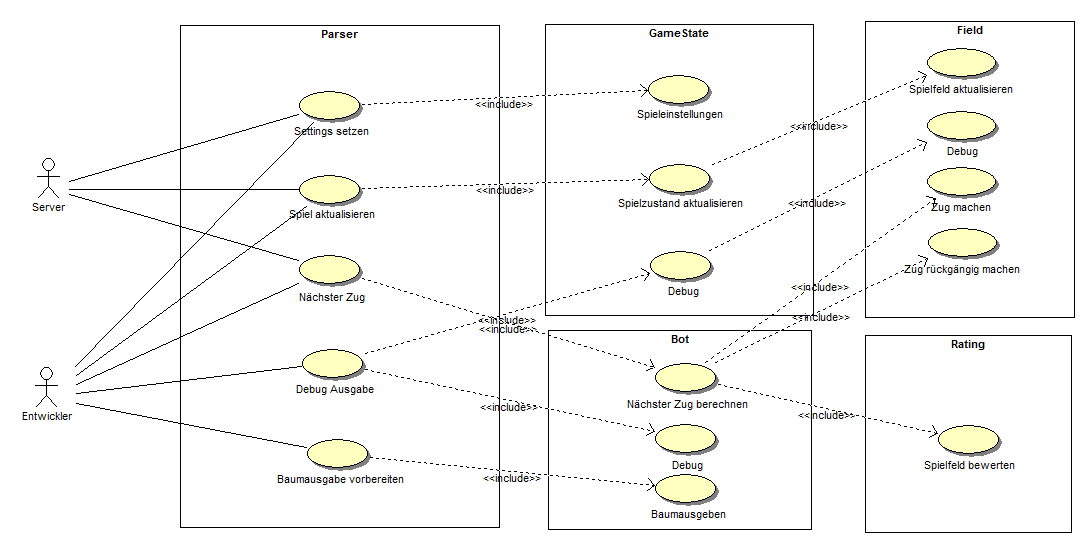 Parser
GameState
Field
Settings setzen
<<include>>
Spieleinstellungen
Spielfeld aktualisieren
<<include>>
Debug
Server
Spiel aktualisieren
<<include>>
Spielzustand aktualisieren
<<include>>
Zug machen
Nächster Zug
Debug
<<include>>
Zug rückgängig machen
<<include>>
<<include>>
<<include>>
Bot
Rating
Entwickler
Debug Ausgabe
<<include>>
Nächster Zug berechnen
<<include>>
Debug
Spielfeld bewerten
Baumausgabe vorbereiten
<<include>>
Baumausgeben